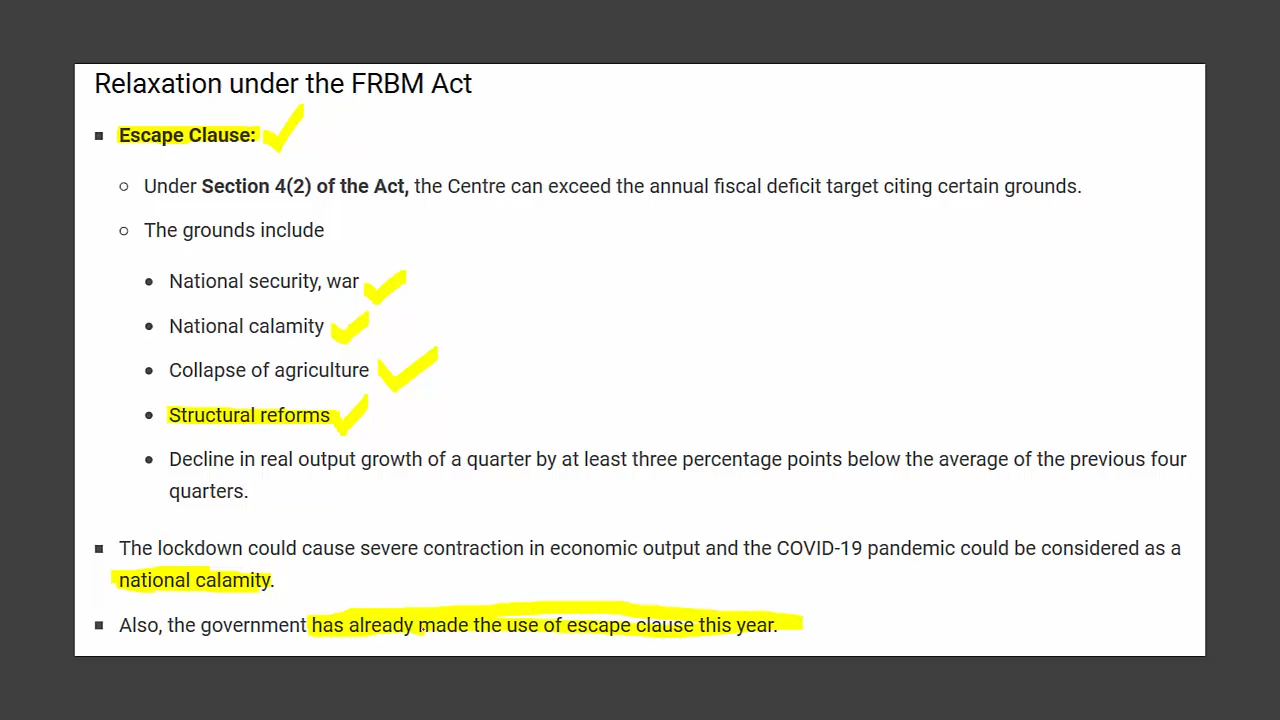 Relaxation under the FRBM Act
Escape Clause:
Under Section 4(2) of the Act, the Centre can exceed the annual fiscal deficit target citing certain grounds.
The grounds include
National security, war
National calamity
Collapse of agriculture
Structural reforms
Decline in real output growth of a quarter by at least three percentage points below the average of the previous four
quarters.
The lockdown could cause severe contraction in economic output and the COVID-19 pandemic could be considered as a
national calamity.
Also, the government has already made the use of escape clause this year.